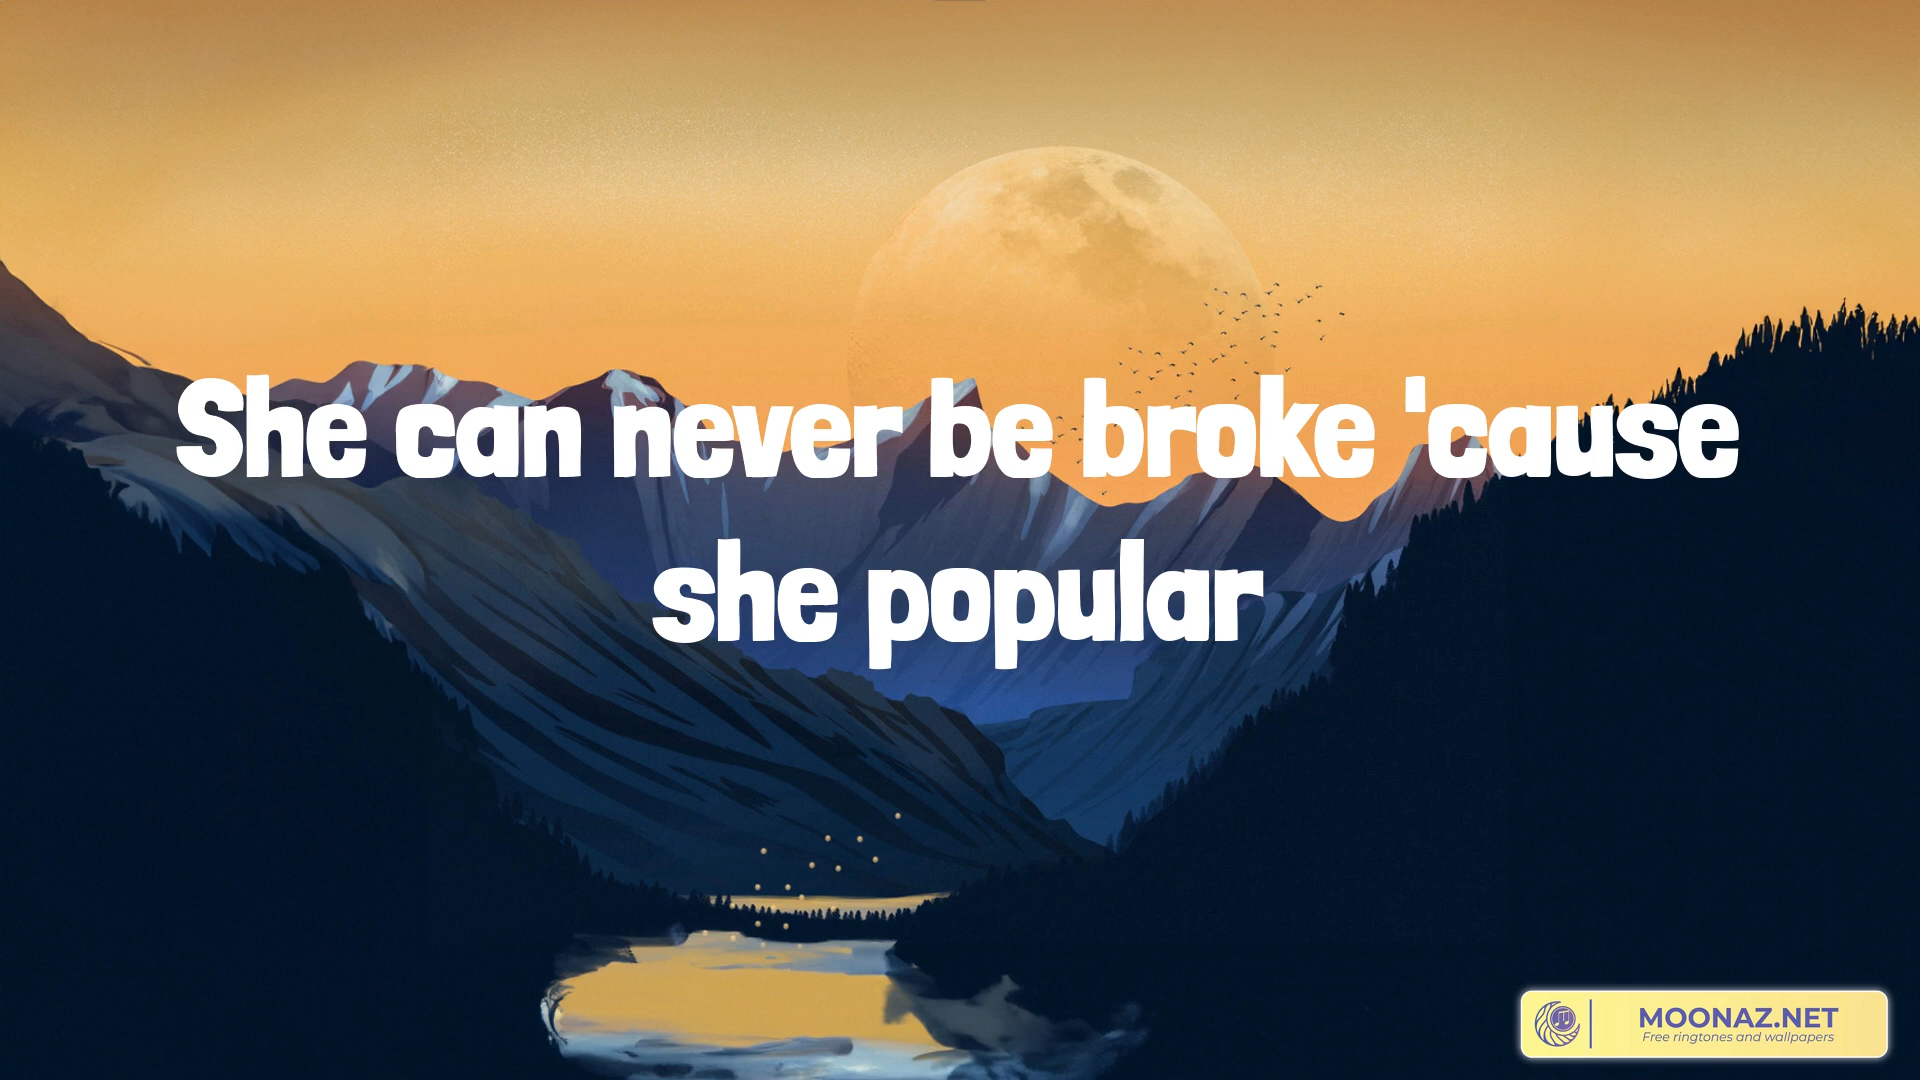 She can never be broke 'cause
she popular
MOONAZ.NET
Free ringtones and wallpapers